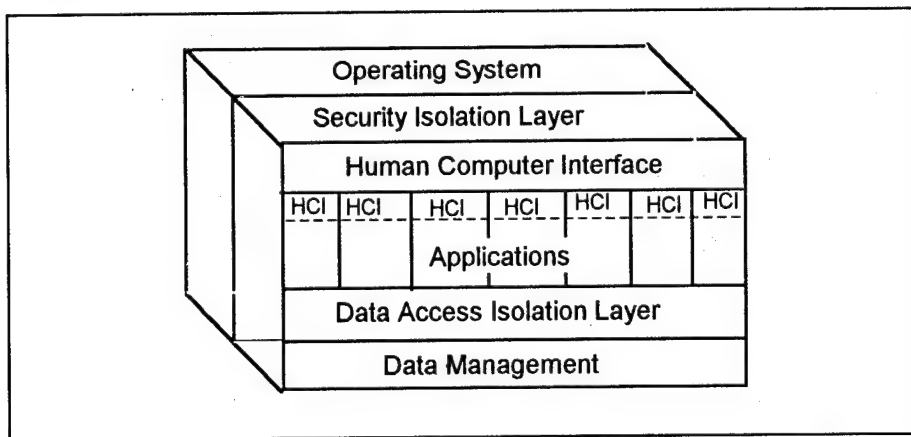 Operating System
Security Isolation Layer
Human Computer Interface
HCI HCI HCI HCI HCI HCI HCI
Applications
Data Access Isolation Layer
Data Management